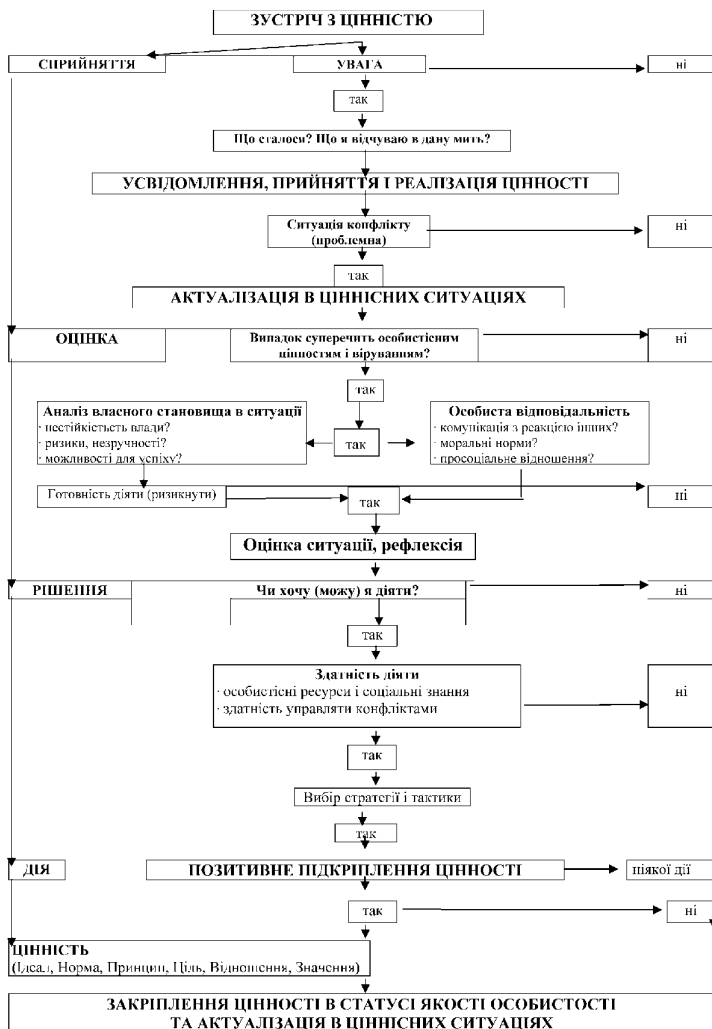 ЗУСТРІЧ З ЦІННІСТЮ
СПРИЙНЯТТЯ УВАГА ні
так
Що сталося? Що я відчуваю в дану мить?
УСВІДОМЛЕННЯ, ПРИЙНЯТТЯ І РЕАЛІЗАЦІЯ ЦІННОСТІ
Ситуація конфлікту ні
(проблемна)
так
АКТУАЛІЗАЦІЯ В ЦІННІСНИХ СИТУАЦІЯХ
ОЦІНКА Випадок суперечить особистісним ні
цінностям і віруванням?
так
Аналіз власного становища в ситуації
· нестійкістьсть влади?
· ризики, незручності?
· можливості для успіху?
так
Особиста відповідальність
· комунікація з реакцією інших?
· моральні норми?
· просоціальне відношення?
Готовність діяти (ризикнути) так ні
Оцінка ситуації, рефлексія
РІШЕННЯ Чи хочу (можу) я діяти? ні
так
Здатність діяти
· особистісні ресурси і соціальні знання ні
· здатність управляти конфліктами
так
Вибір стратегії і тактики
так
ДІЯ ПОЗИТИВНЕ ПІДКРІПЛЕННЯ ЦІННОСТІ ніякої дії
так ні
ЦІННІСТЬ
(Ідеал, Норма, Принцип, Ціль, Відношення, Значення)
ЗАКРІПЛЕННЯ ЦІННОСТІ В СТАТУСІ ЯКОСТІ ОСОБИСТОСТІ
ТА АКТУАЛІЗАЦІЯ В ЦІННІСНИХ СИТУАЦІЯХ